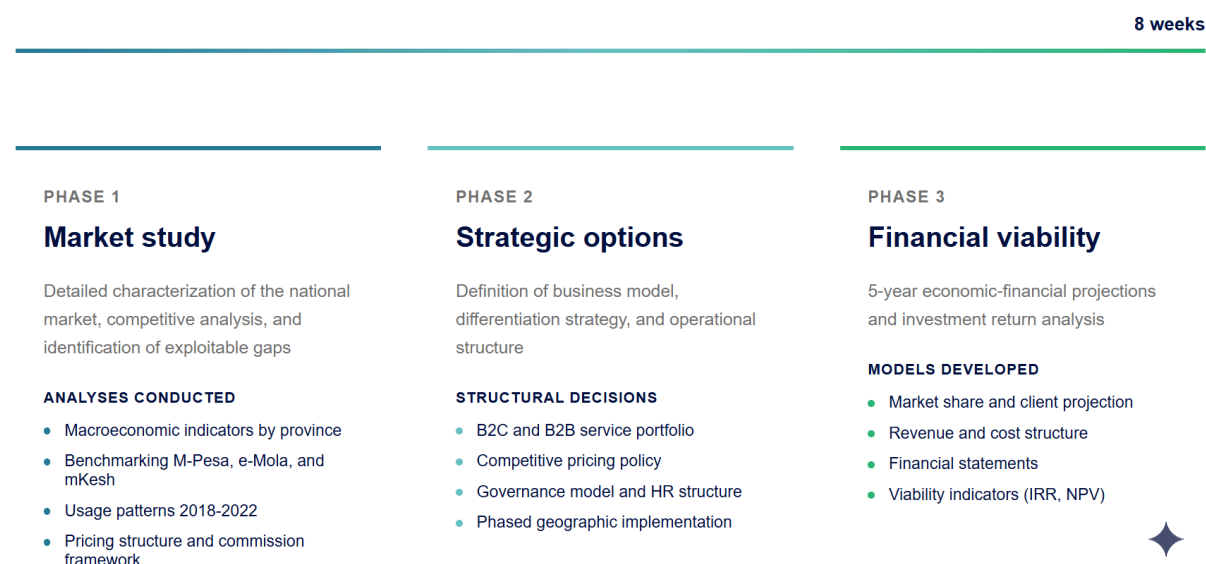 8 weeks
PHASE 1
Market study
Detailed characterization of the national
market, competitive analysis, and
identification of exploitable gaps
ANALYSES CONDUCTED
Macroeconomic indicators by province
Benchmarking M-Pesa, e-Mola, and
mKesh
Usage patterns 2018-2022
Pricing structure and commission
framework
PHASE 2
Strategic options
Definition of business model,
differentiation strategy, and operational
structure
STRUCTURAL DECISIONS
B2C and B2B service portfolio
Competitive pricing policy
Governance model and HR structure
Phased geographic implementation
PHASE 3
Financial viability
5-year economic-financial projections
and investment return analysis
MODELS DEVELOPED
Market share and client projection
Revenue and cost structure
Financial statements
Viability indicators (IRR, NPV)